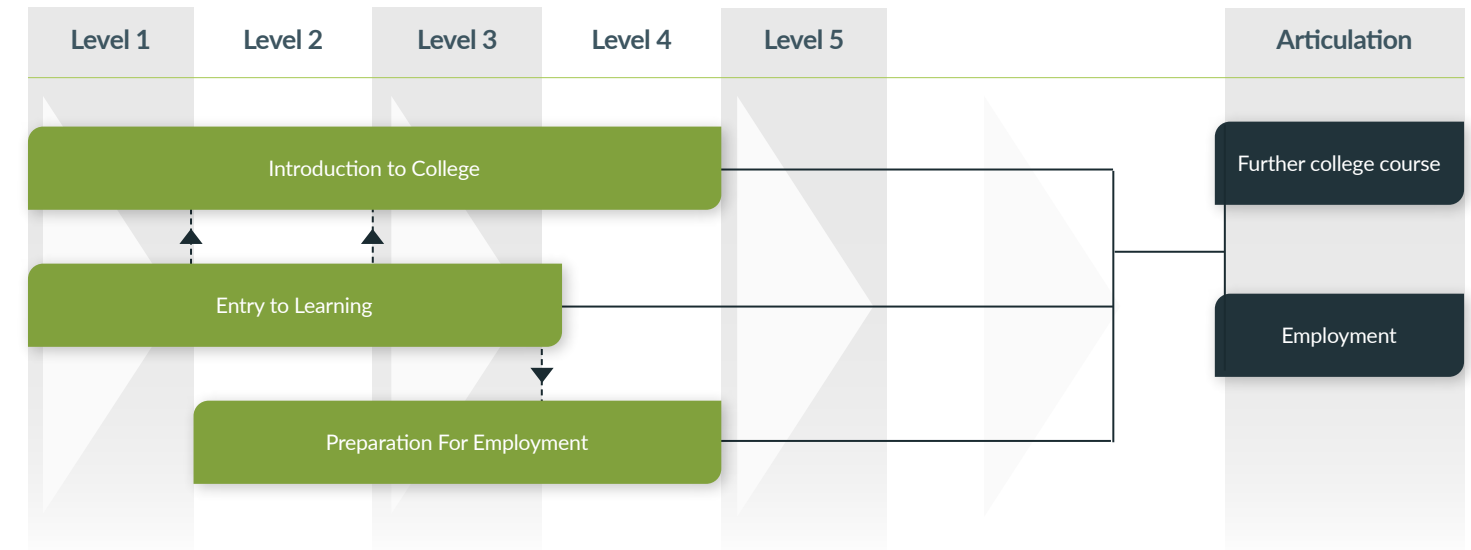 Level 1
Level 2
Level 3
Level 4
Level 5
Articulation
Introduction to College
Further college course
Entry to Learning
Employment
Preparation For Employment